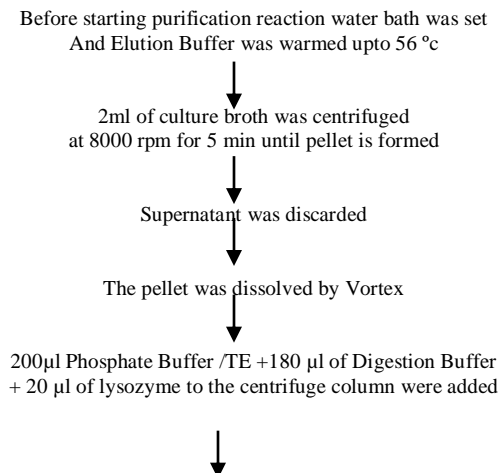 Before starting purification reaction water bath was set
And Elution Buffer was warmed upto 56 ºc
2ml of culture broth was centrifuged
at 8000 rpm for 5 min until pellet is formed
Supernatant was discarded
The pellet was dissolved by Vortex
200µl Phosphate Buffer /TE +180 µl of Digestion Buffer
+ 20 µl of lysozyme to the centrifuge column were added